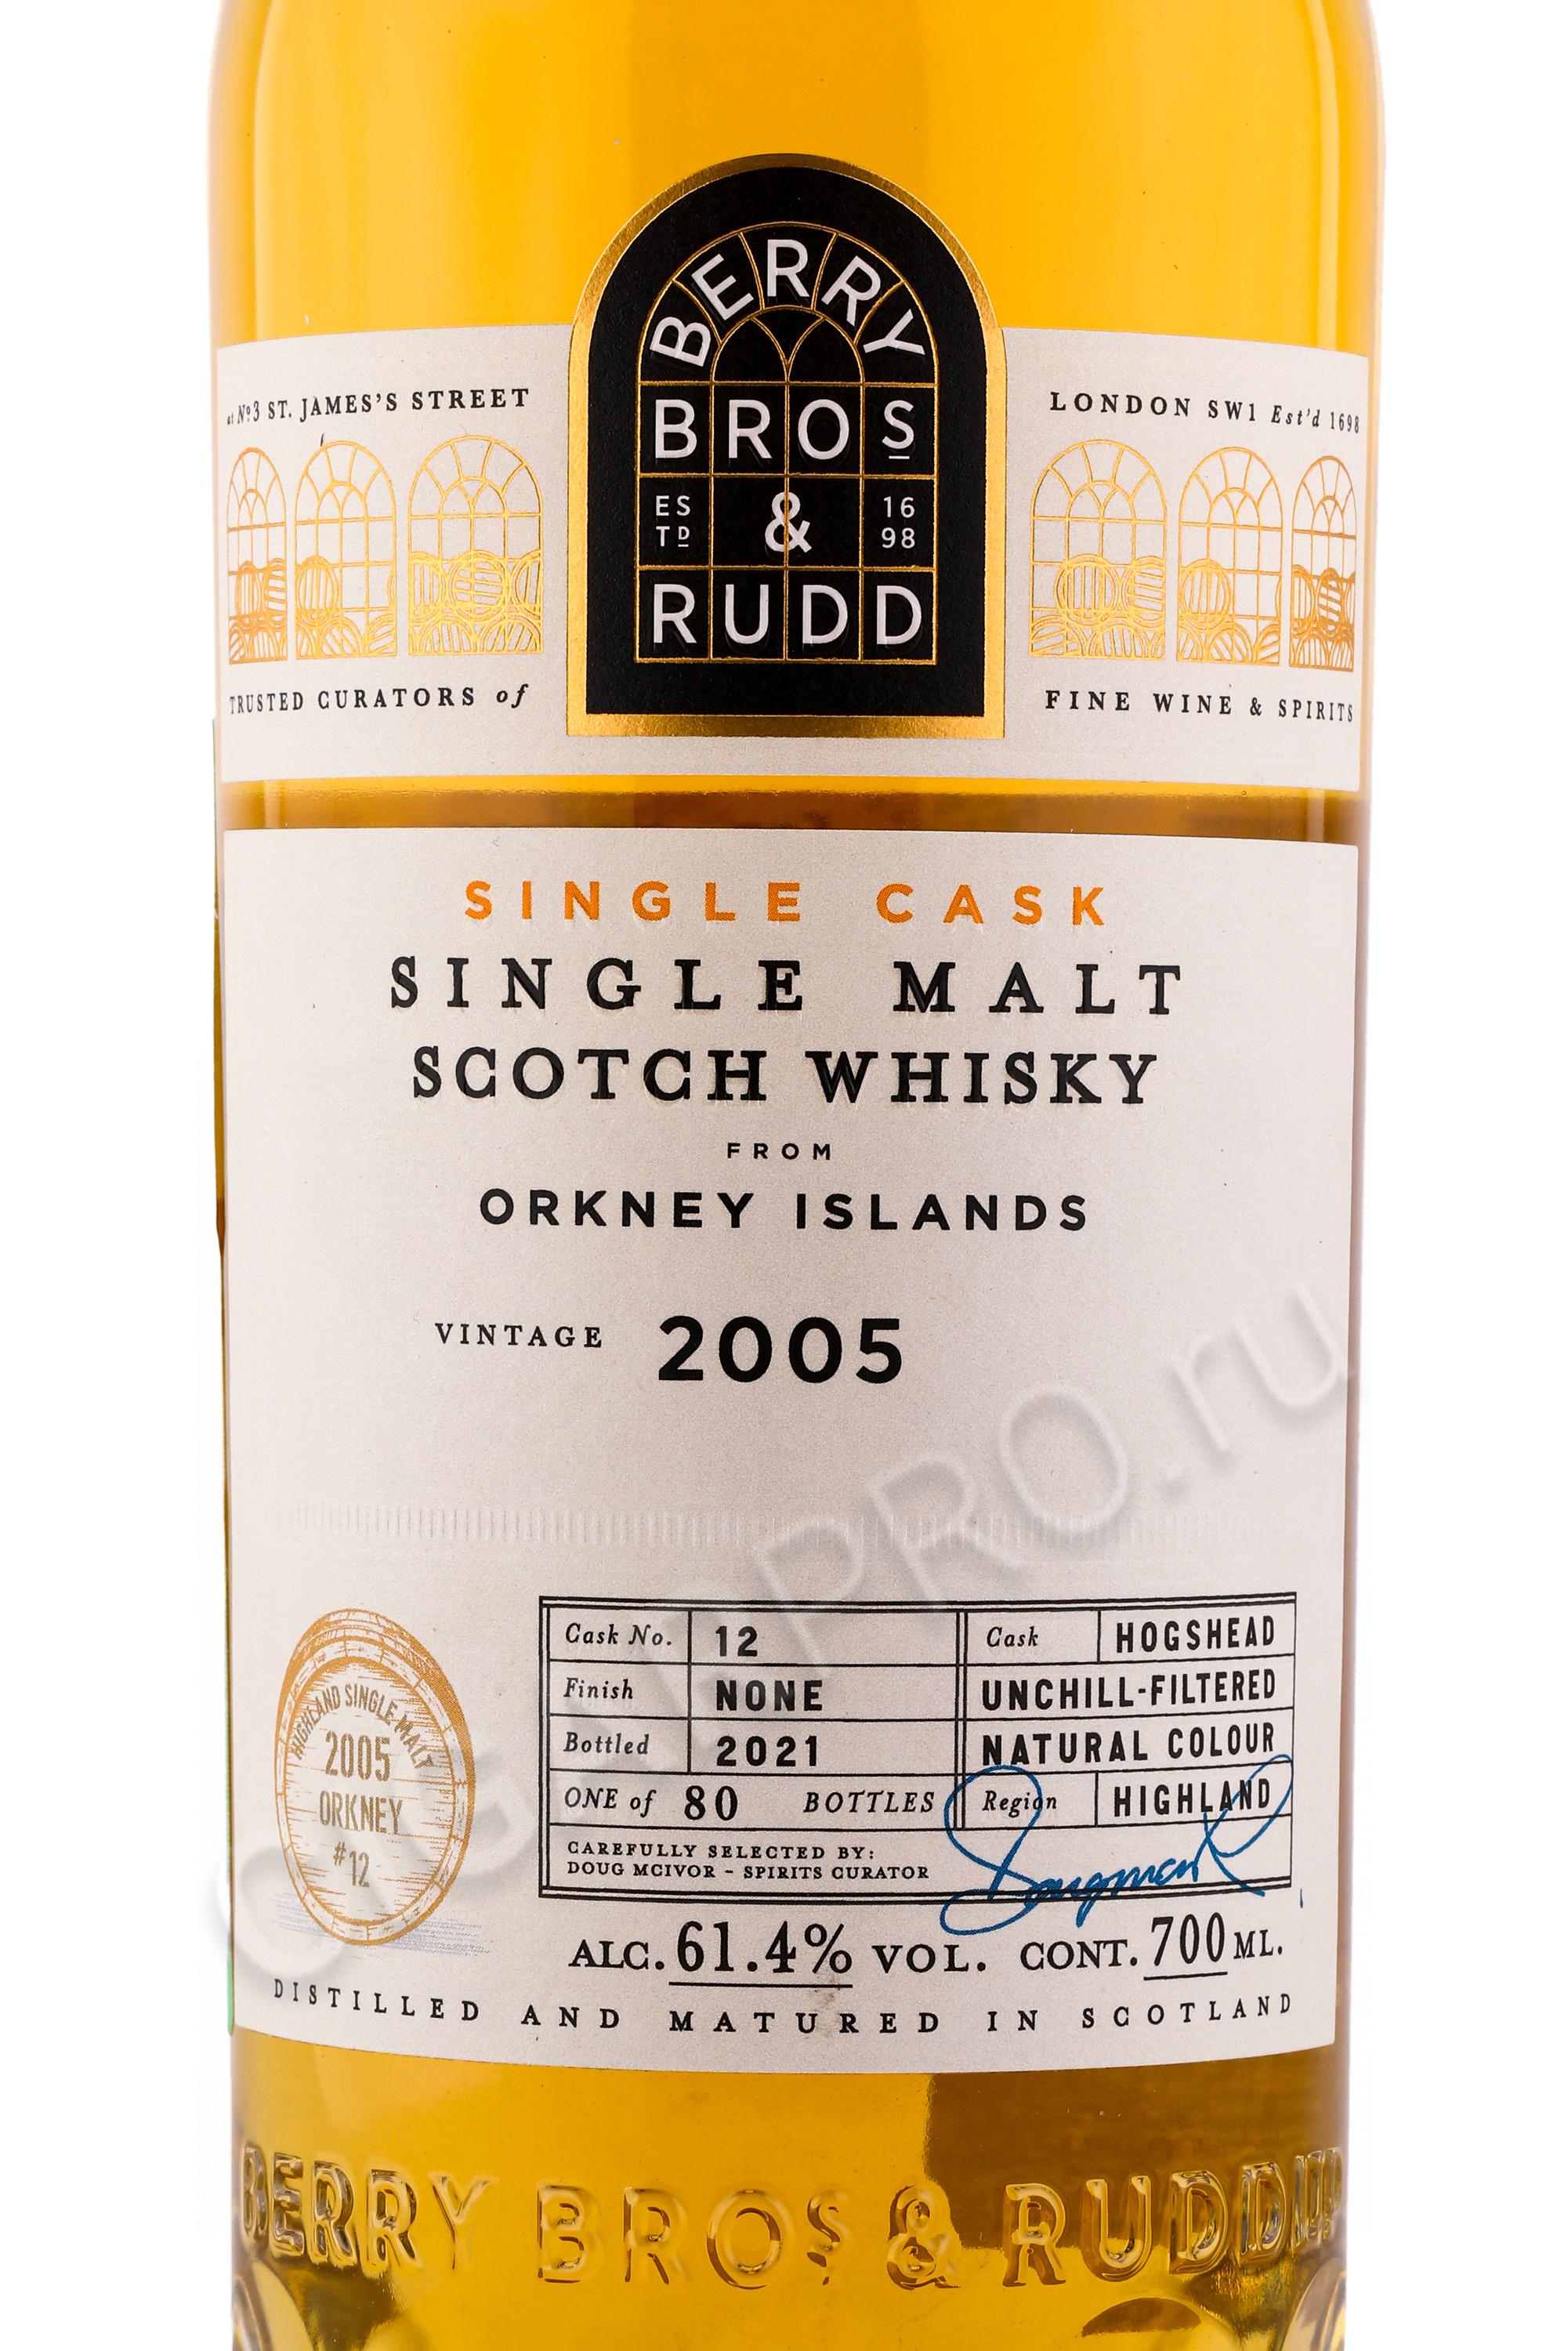 BERRY
BROS
ESTD & 1698
RUDD
at Nº3 ST. JAMES'S STREET
LONDON SW1 Est'd 1698
TRUSTED CURATORS of
FINE WINE & SPIRITS
SINGLE CASK
SINGLE MALT
SCOTCH WHISKY
FROM
ORKNEY ISLANDS
VINTAGE 2005
HIGHLAND SINGLE MALT
2005
ORKNEY
#12
Cask No. 12 Cask HOGSHEAD
Finish NONE UNCHILL-FILTERED
Bottled 2021 NATURAL COLOUR
ONE of 80 BOTTLES Region HIGHLAND
CAREFULLY SELECTED BY:
DOUG MCIVOR - SPIRITS CURATOR
ALC. 61.4% VOL. CONT. 700 ML.
DISTILLED AND MATURED IN SCOTLAND
BERRY BROS & RUDD